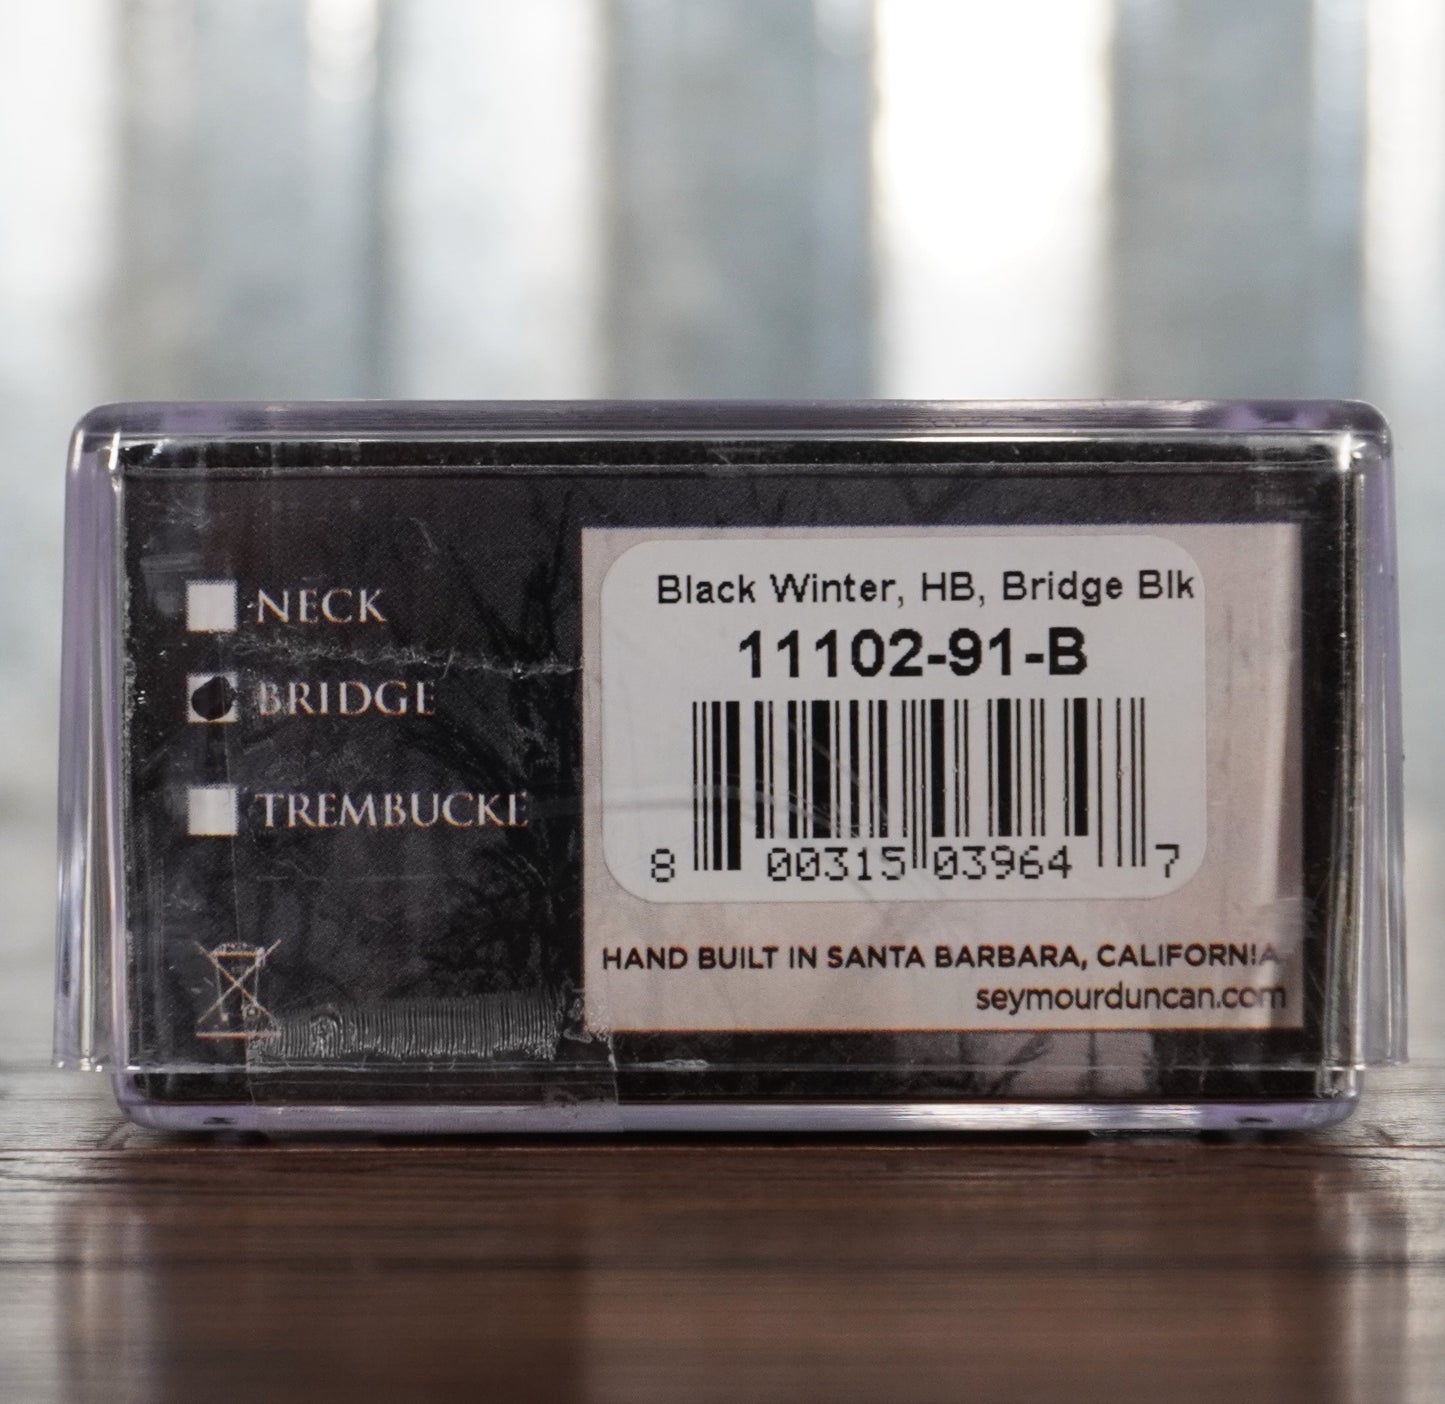 NECK
BRIDGE
TREMBUCKE
Black Winter, HB, Bridge Blk
11102-91-B
8 00315 03964 7
HAND BUILT IN SANTA BARBARA, CALIFORNIA
seymourduncan.com